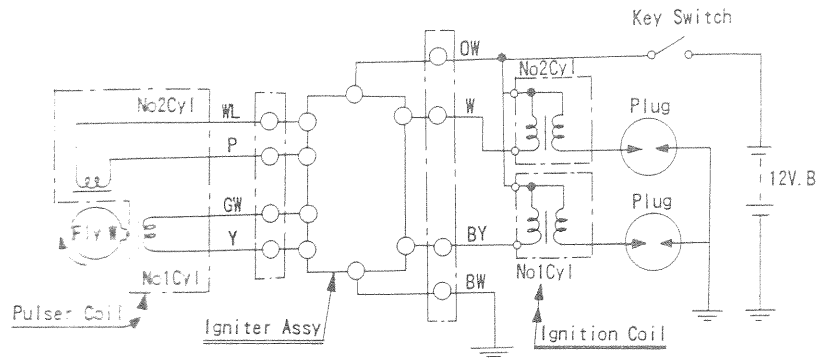 Key Switch
OW
No2Cyl
No2Cyl
WL
W
Plug
P
12V.B
GW
Plug
Fly W
Y
BY
No1Cyl
BW
No1Cyl
Pulser Coil
Igniter Assy
Ignition Coil